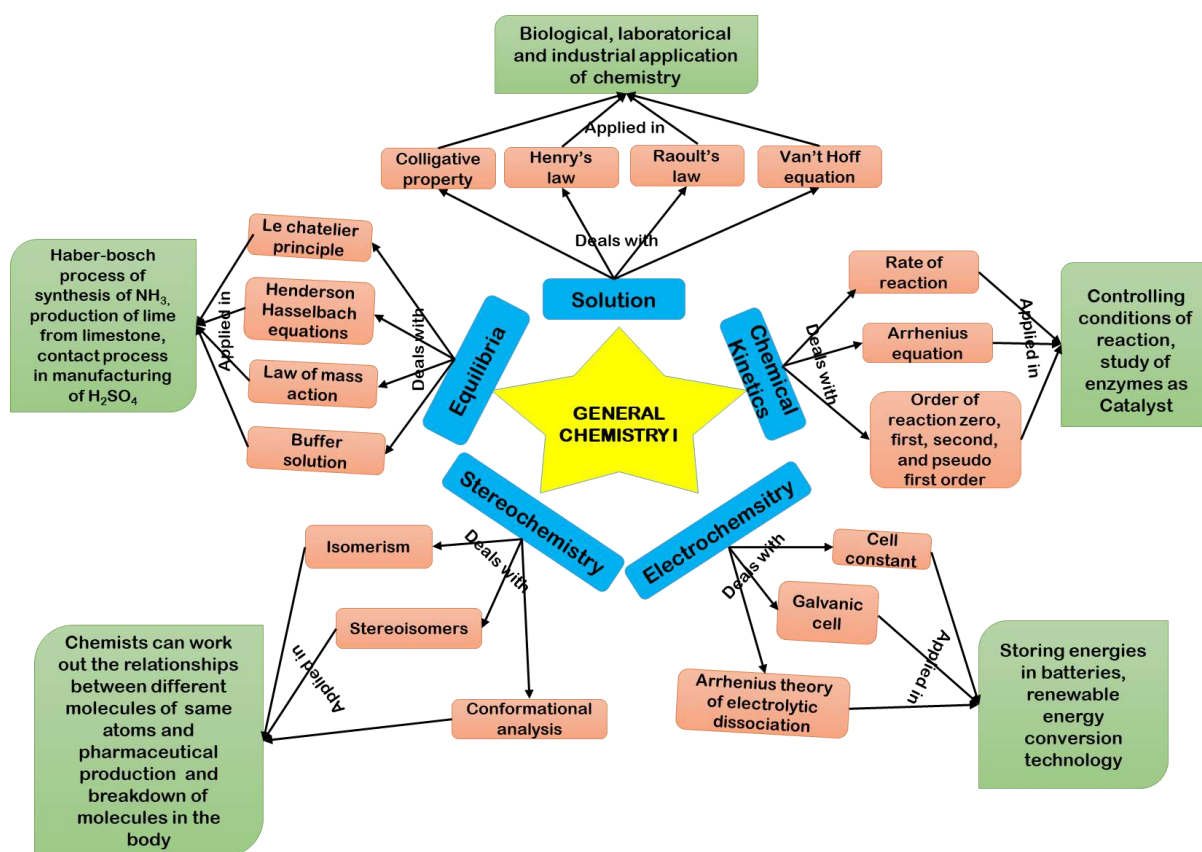 Biological, laboratorical
and industrial application
of chemistry
Applied in
Colligative
property
Henry's
law
Raoult's
law
Van't Hoff
equation
Deals with
Solution
Le chatelier
principle
Henderson
Hasselbach
equations
Law of mass
action
Buffer
solution
Applied in
Deals with
Equilibria
Haber-bosch
process of
synthesis of NH₃,
production of lime
from limestone,
contact process
in manufacturing
of H₂SO₄
GENERAL
CHEMISTRY I
Chemical
Kinetics
Deals with
Rate of
reaction
Arrhenius
equation
Order of
reaction zero,
first, second,
and pseudo
first order
Applied in
Controlling
conditions of
reaction, study
of enzymes as
Catalyst
Stereochemistry
Deals with
Isomerism
Stereoisomers
Conformational
analysis
Applied in
Chemists can work
out the relationships
between different
molecules of same
atoms and
pharmaceutical
production and
breakdown of
molecules in the
body
Electrochemsitry
Deals with
Cell
constant
Galvanic
cell
Arrhenius theory
of electrolytic
dissociation
Applied in
Storing energies
in batteries,
renewable
energy
conversion
technology